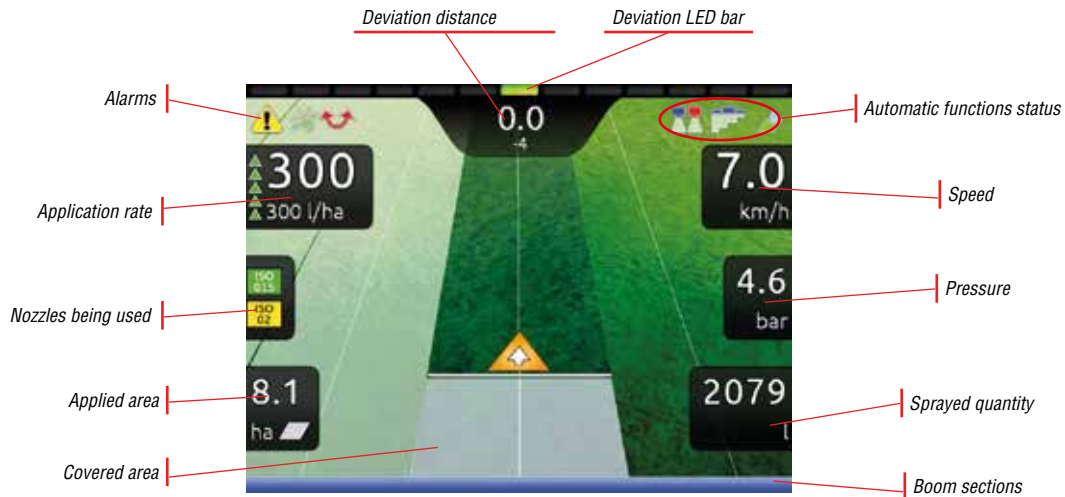 Deviation distance
Deviation LED bar
Alarms
Automatic functions status
0.0
-4
300
300 l/ha
7.0
km/h
Application rate
Speed
ISO
015
ISO
02
4.6
bar
Nozzles being used
Pressure
8.1
ha
2079
l
Applied area
Sprayed quantity
Covered area
Boom sections